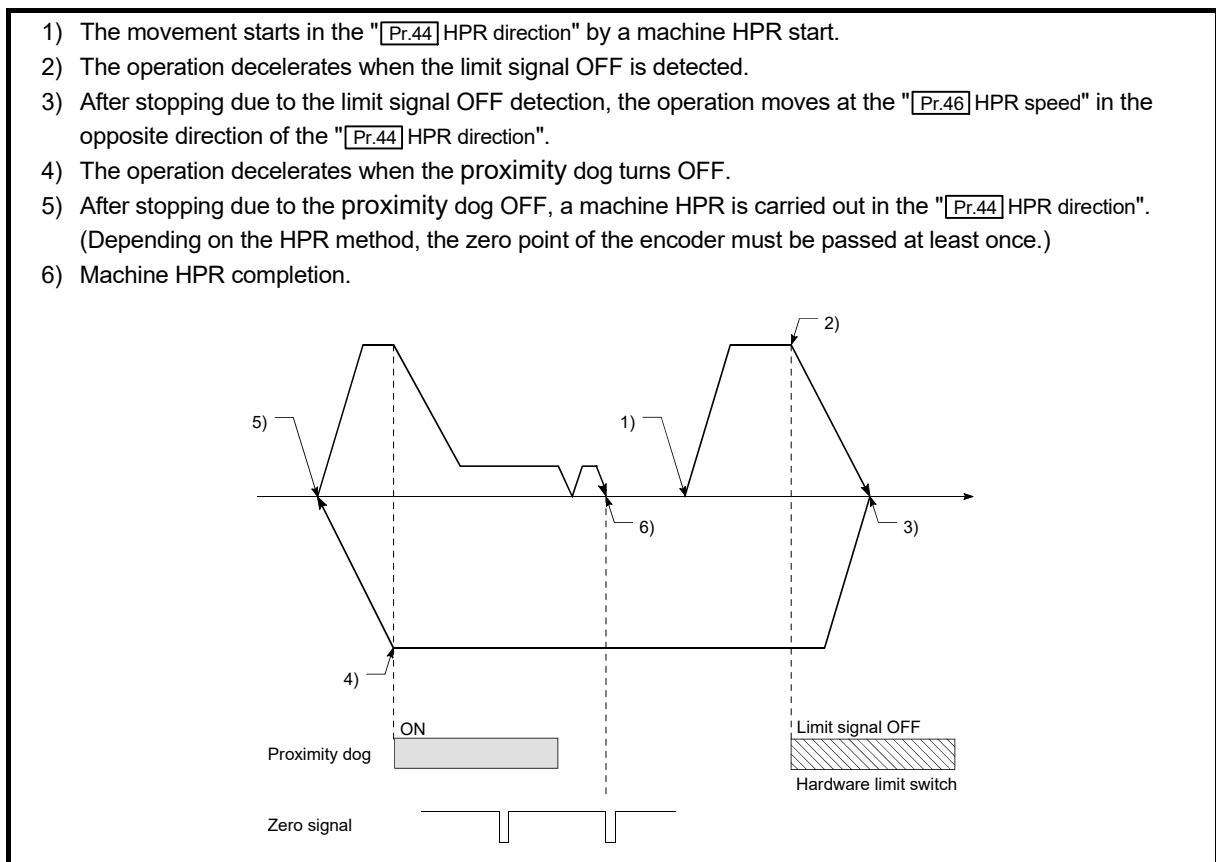 1) The movement starts in the "Pr.44 HPR direction" by a machine HPR start.
2) The operation decelerates when the limit signal OFF is detected.
3) After stopping due to the limit signal OFF detection, the operation moves at the "Pr.46 HPR speed" in the
opposite direction of the "Pr.44 HPR direction".
4) The operation decelerates when the proximity dog turns OFF.
5) After stopping due to the proximity dog OFF, a machine HPR is carried out in the "Pr.44 HPR direction".
(Depending on the HPR method, the zero point of the encoder must be passed at least once.)
6) Machine HPR completion.
2)
5)
1)
6)
3)
4)
ON
Limit signal OFF
Proximity dog
Hardware limit switch
Zero signal